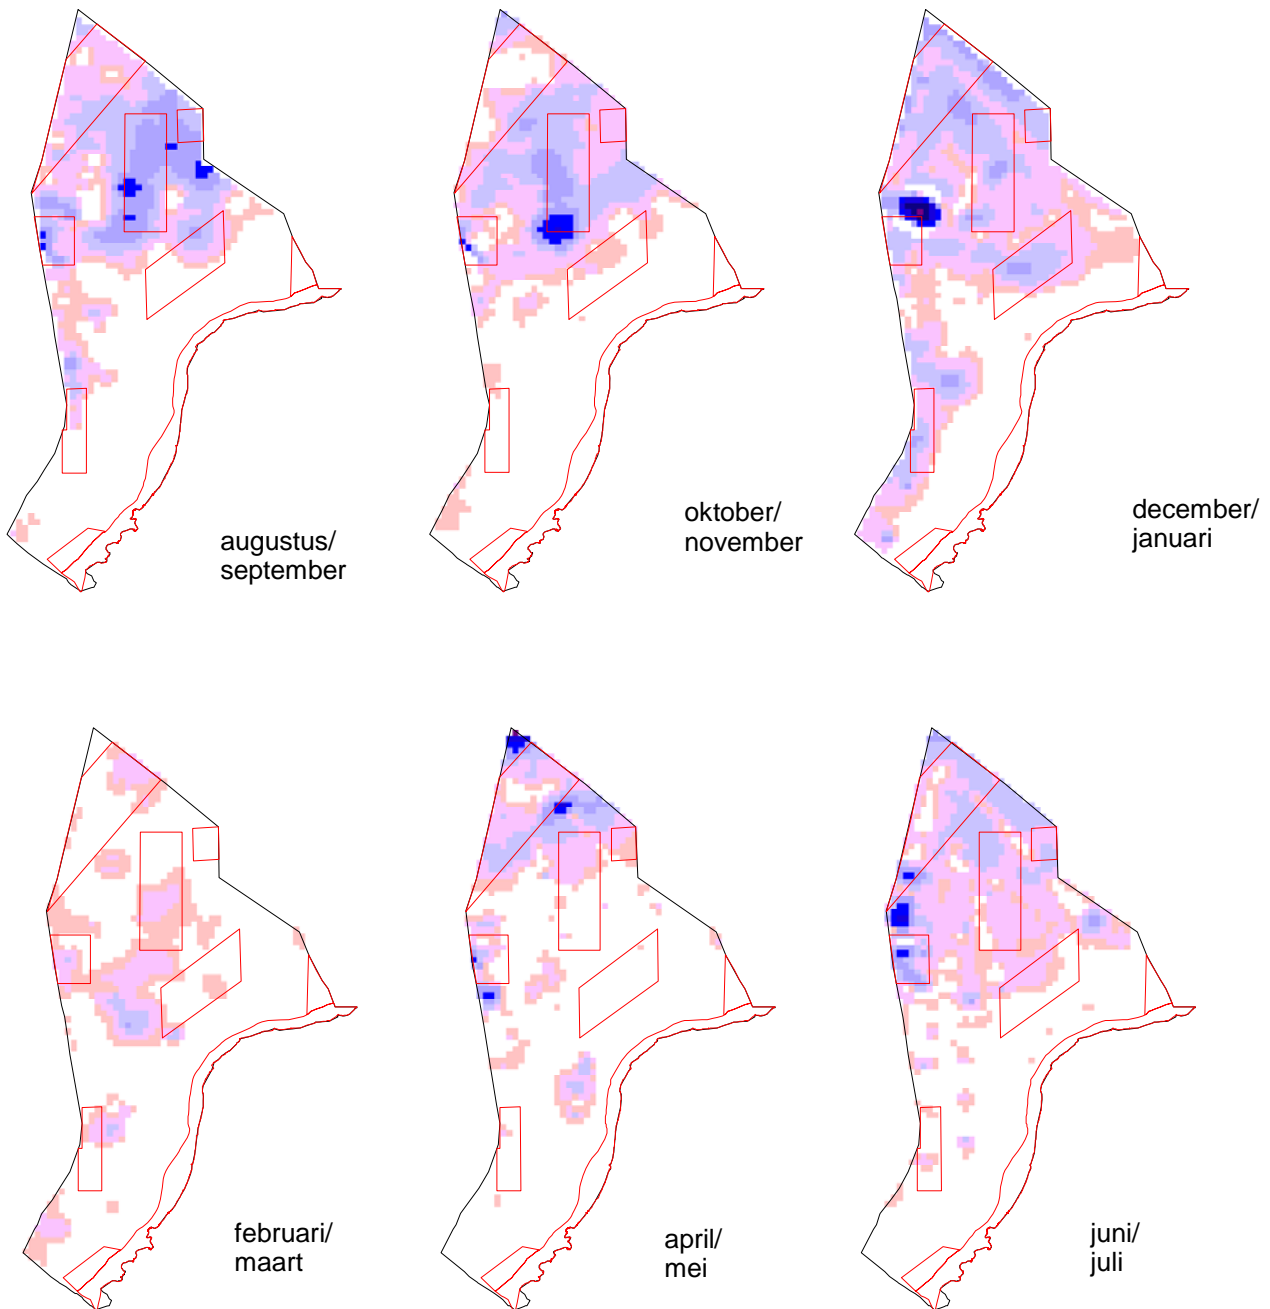 augustus/
september
oktober/
november
december/
januari
februari/
maart
april/
mei
juni/
juli